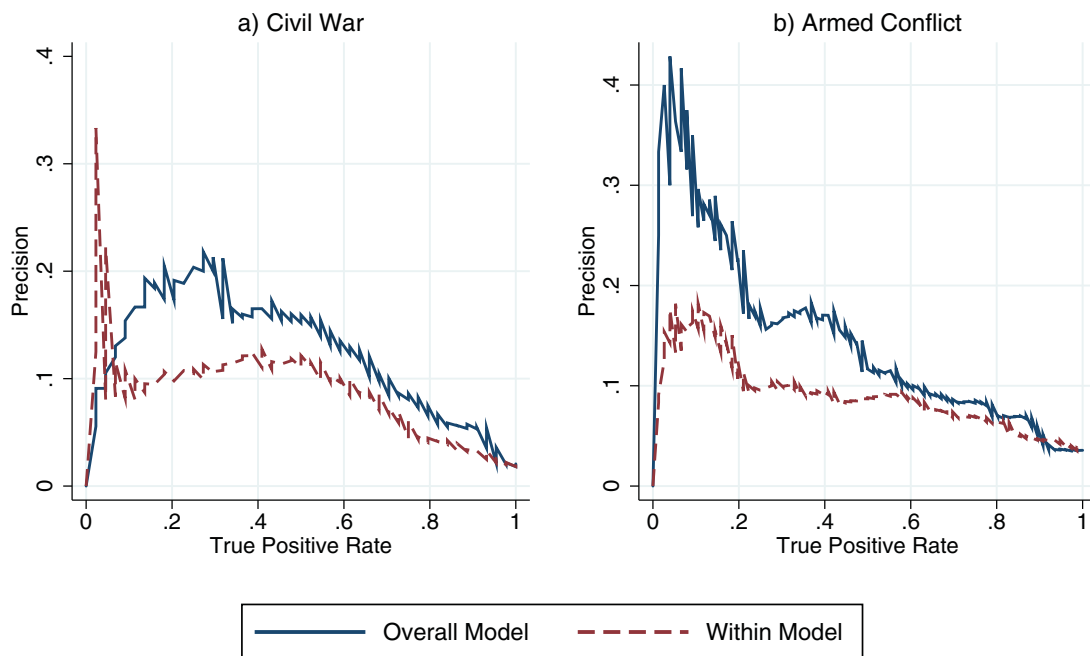 a) Civil War
Precision
.4
.3
.2
.1
0
0 .2 .4 .6 .8 1
True Positive Rate
b) Armed Conflict
Precision
.4
.3
.2
.1
0
0 .2 .4 .6 .8 1
True Positive Rate
Overall Model Within Model